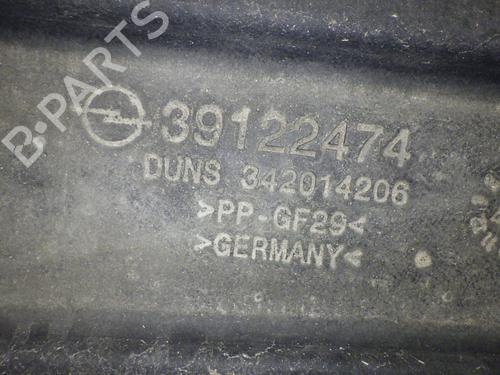 B-PARTS
39122474
DUNS 342014206
>PP-GF29<
>GERMANY<